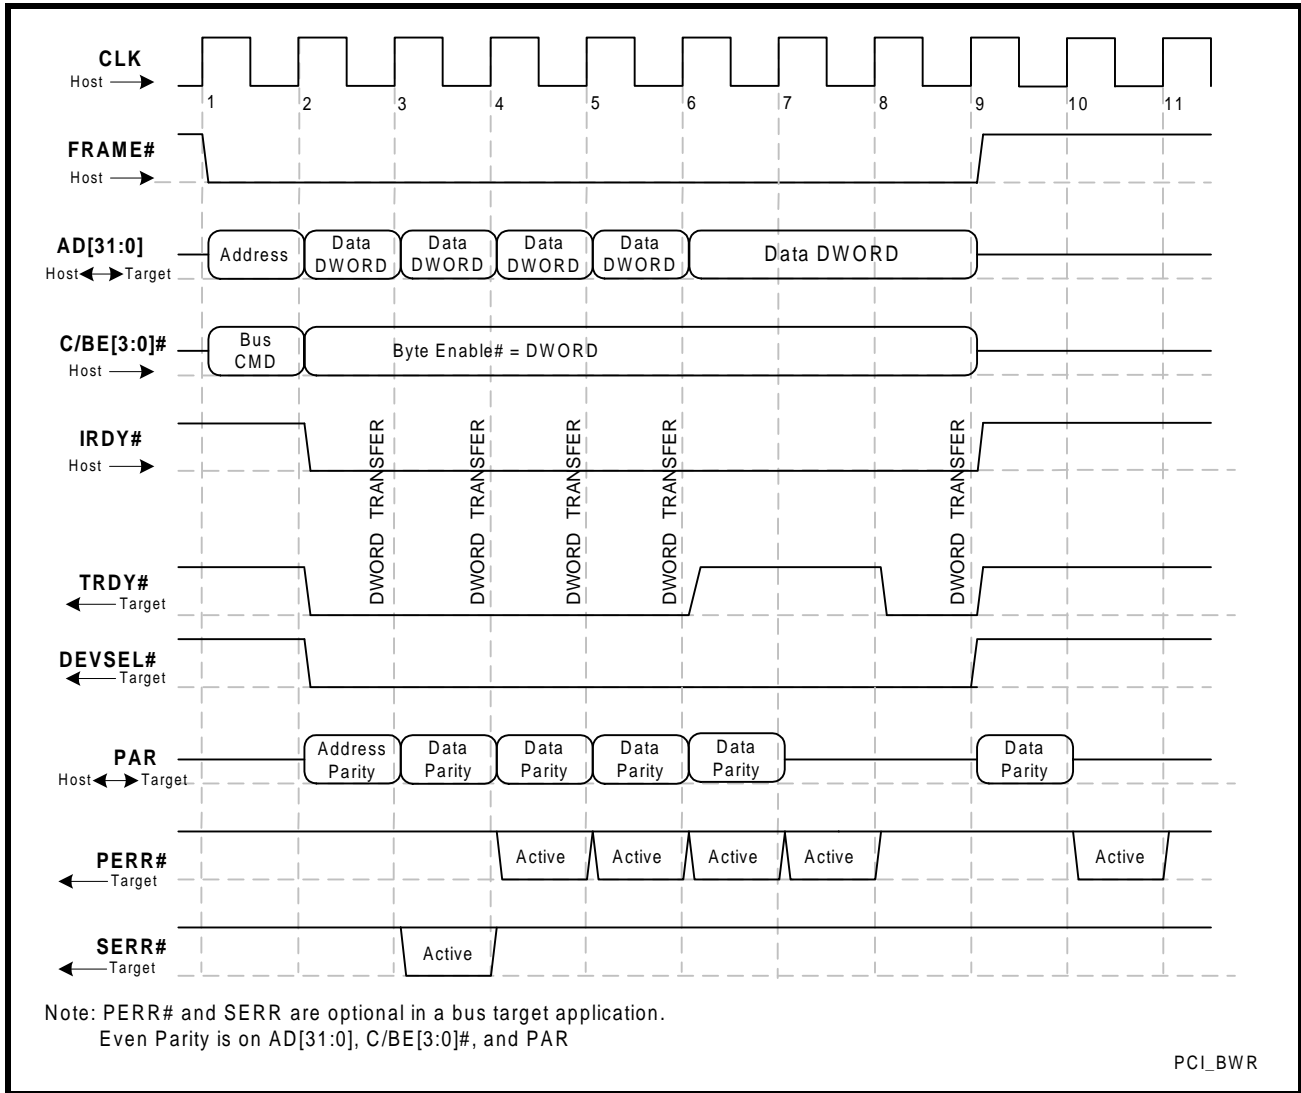 CLK
Host
1 2 3 4 5 6 7 8 9 10 11
FRAME#
Host
AD[31:0]
Host Target
Address
Data DWORD
Data DWORD
Data DWORD
Data DWORD
Data DWORD
C/BE[3:0]#
Host
Bus CMD
Byte Enable# = DWORD
IRDY#
Host
DWORD TRANSFER
DWORD TRANSFER
DWORD TRANSFER
DWORD TRANSFER
DWORD TRANSFER
TRDY#
Target
DEVSEL#
Target
PAR
Host Target
Address Parity
Data Parity
Data Parity
Data Parity
Data Parity
Data Parity
PERR#
Target
Active
Active
Active
Active
Active
SERR#
Target
Active
Note: PERR# and SERR are optional in a bus target application.
Even Parity is on AD[31:0], C/BE[3:0]#, and PAR
PCI_BWR